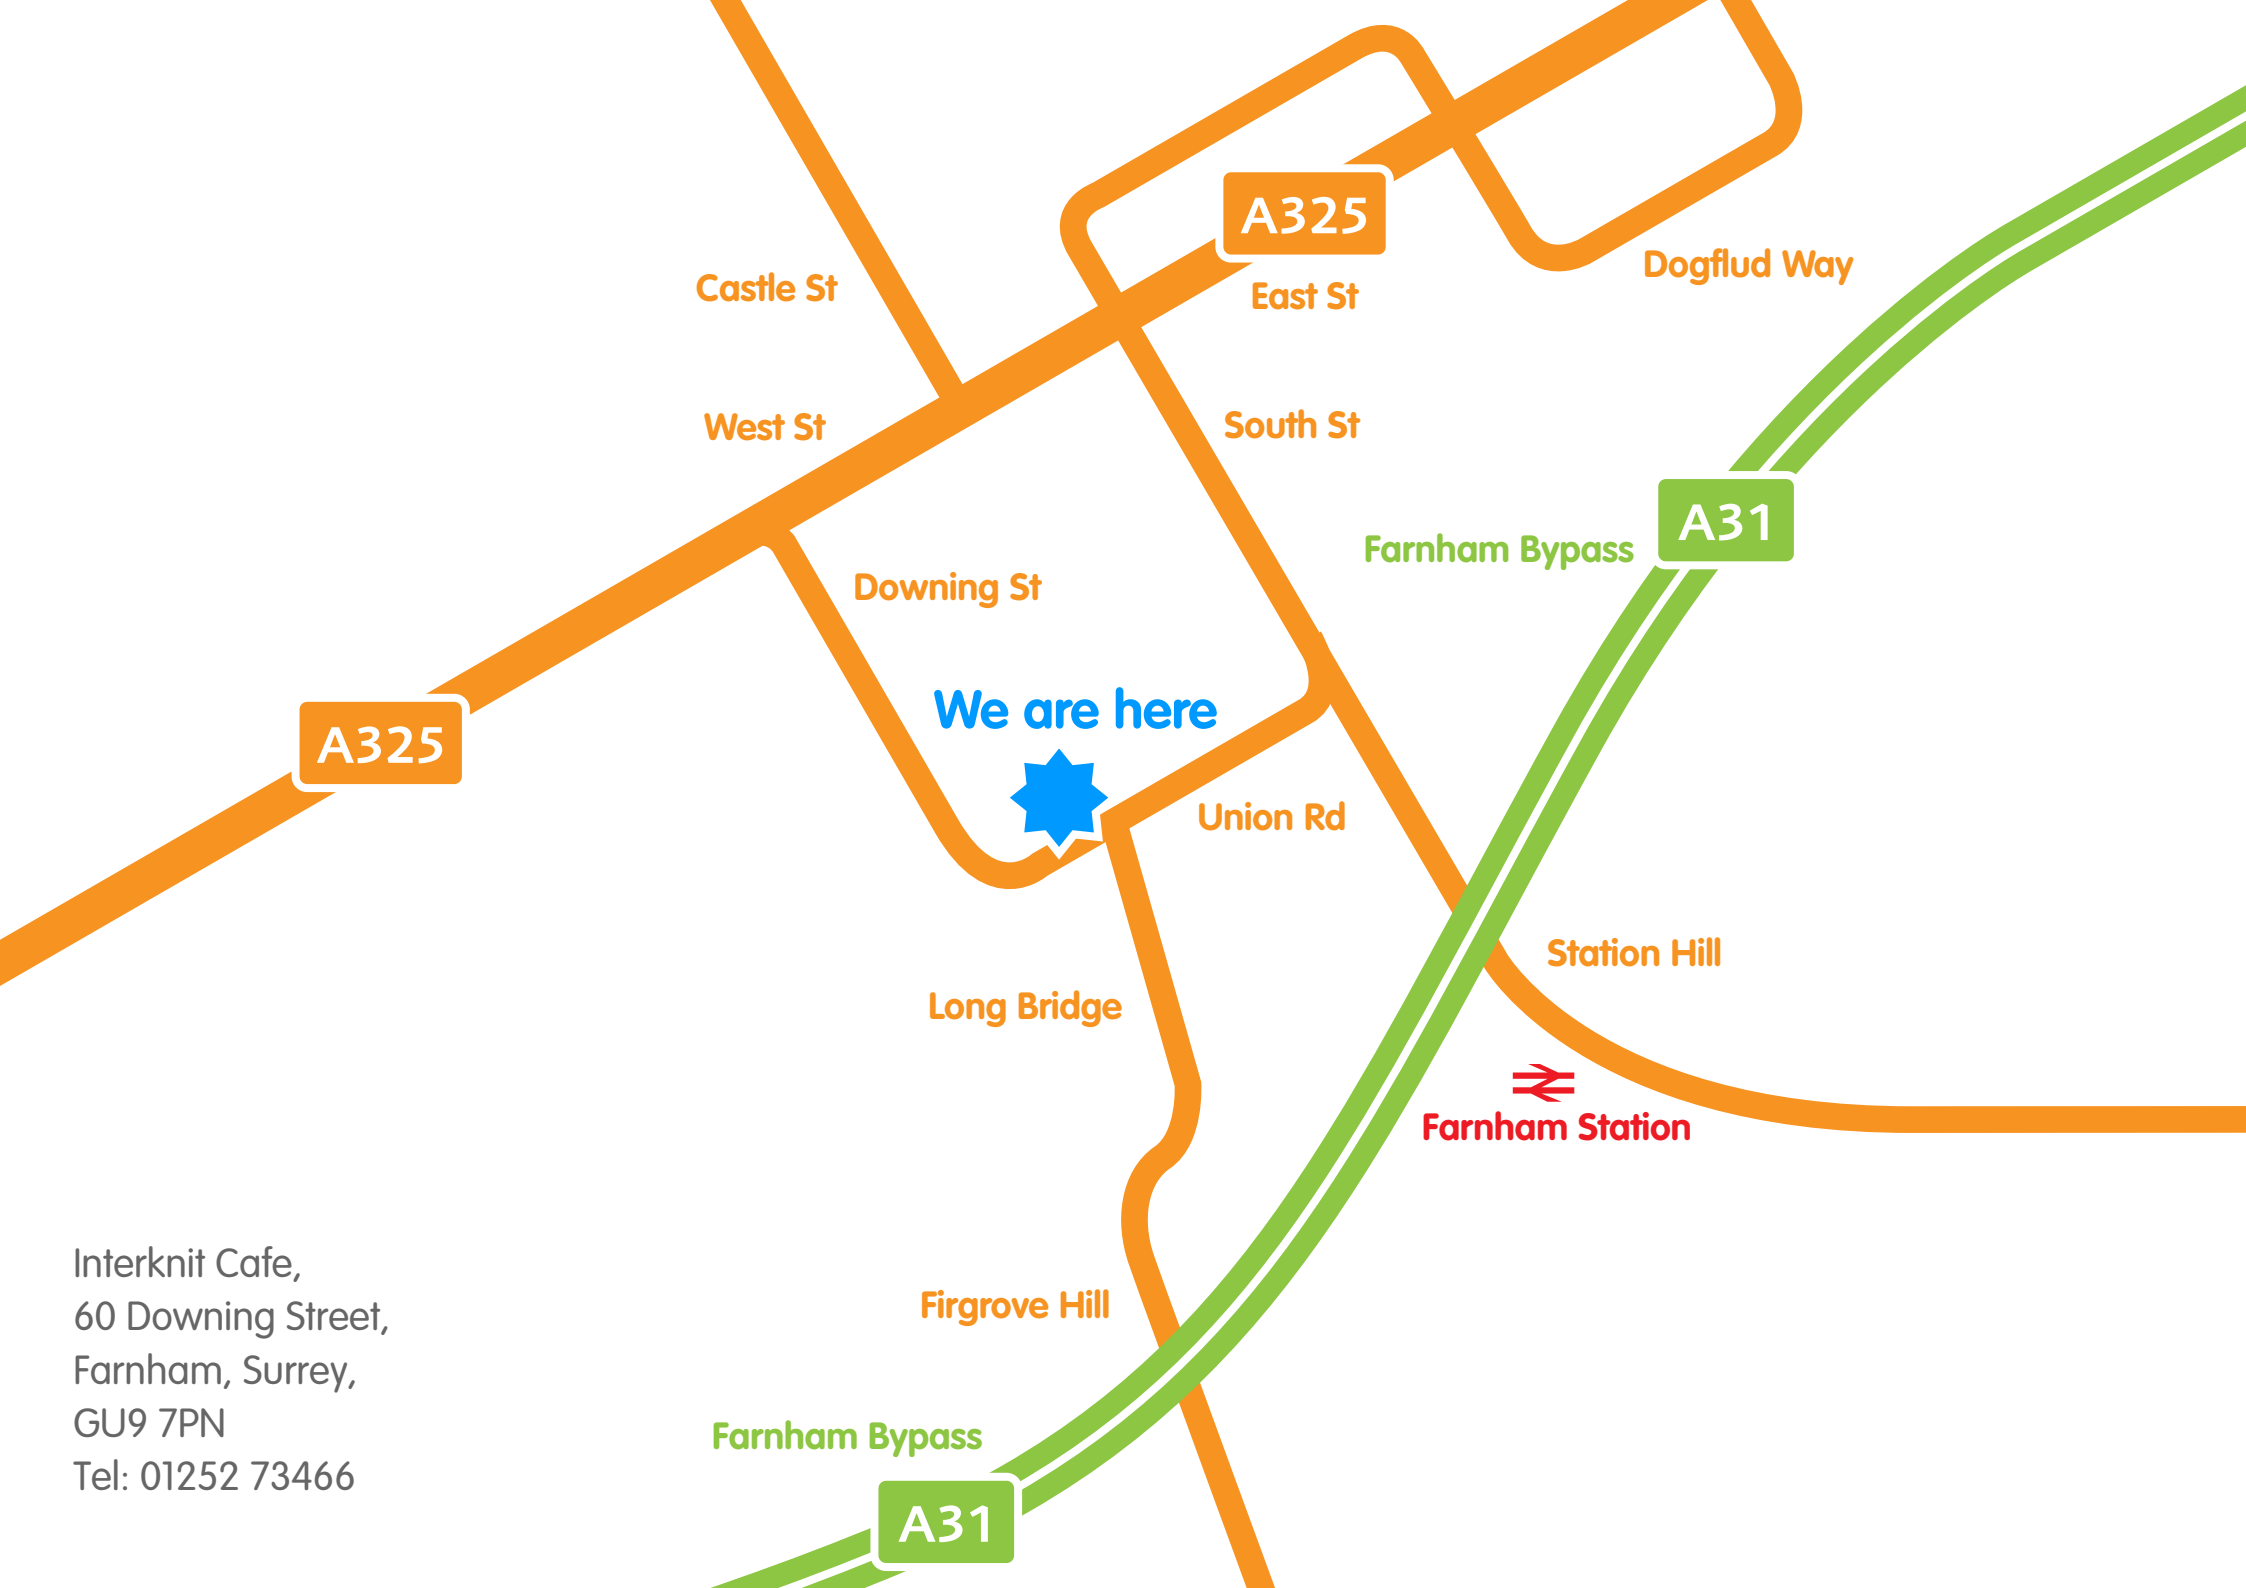 A325
Dogflud Way
Castle St
East St
West St
South St
A31
Farnham Bypass
Downing St
We are here
A325
Union Rd
Station Hill
Long Bridge
Farnham Station
Interknit Cafe,
60 Downing Street,
Farnham, Surrey,
GU9 7PN
Tel: 01252 73466
Firgrove Hill
Farnham Bypass
A31